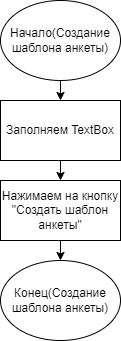 Начало(Создание
шаблона анкеты)
Заполняем TextBox
Нажимаем на кнопку
"Создать шаблон
анкеты"
Конец(Создание
шаблона анкеты)